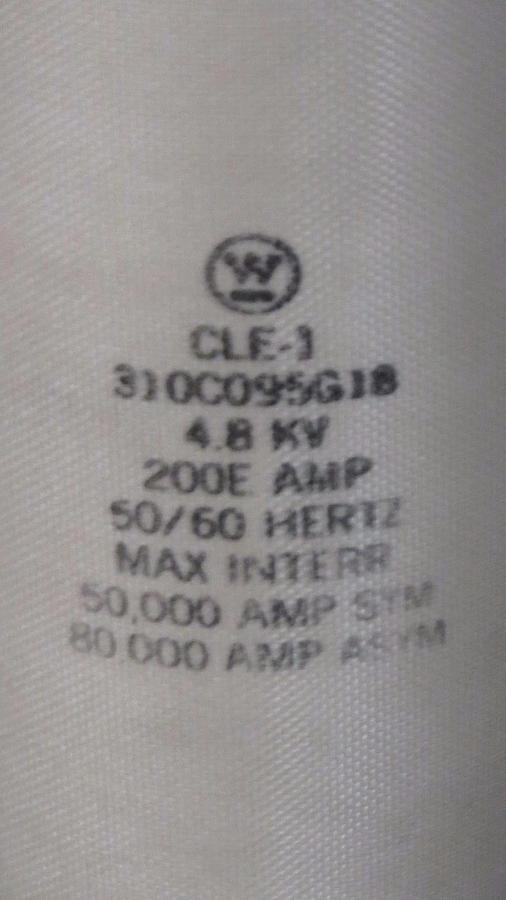 W
CLE-1
310C095G18
4.8 KV
200E AMP
50/60 HERTZ
MAX INTERR
50,000 AMP SYM
80,000 AMP ASYM